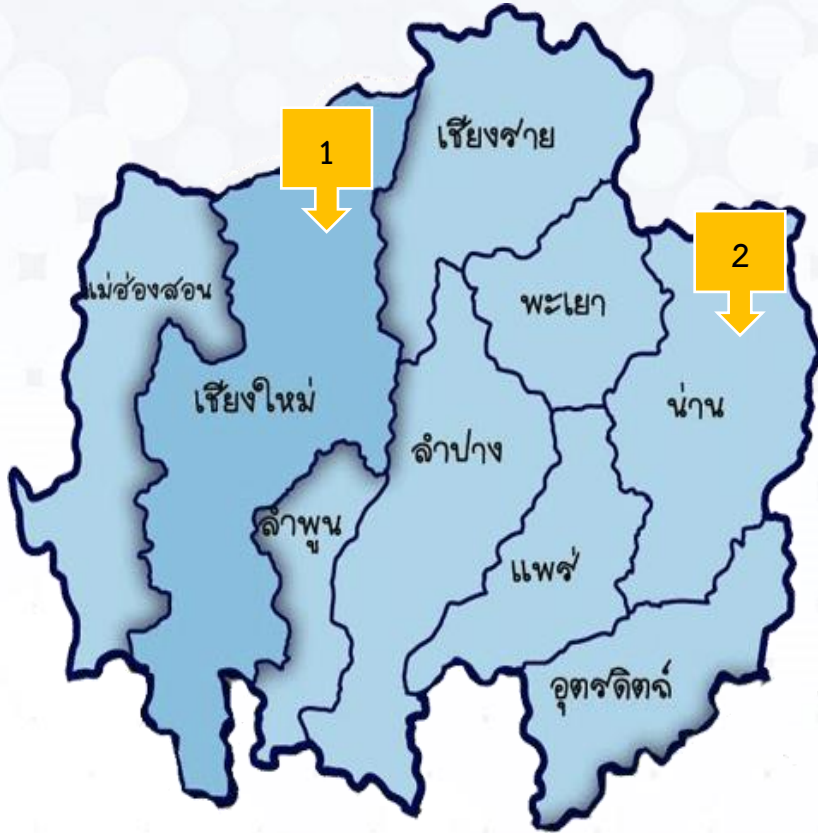 เชียงราย
1
2
แม่ฮ่องสอน
พะเยา
เชียงใหม่
น่าน
ลำปาง
ลำพูน
แพร่
อุตรดิตถ์